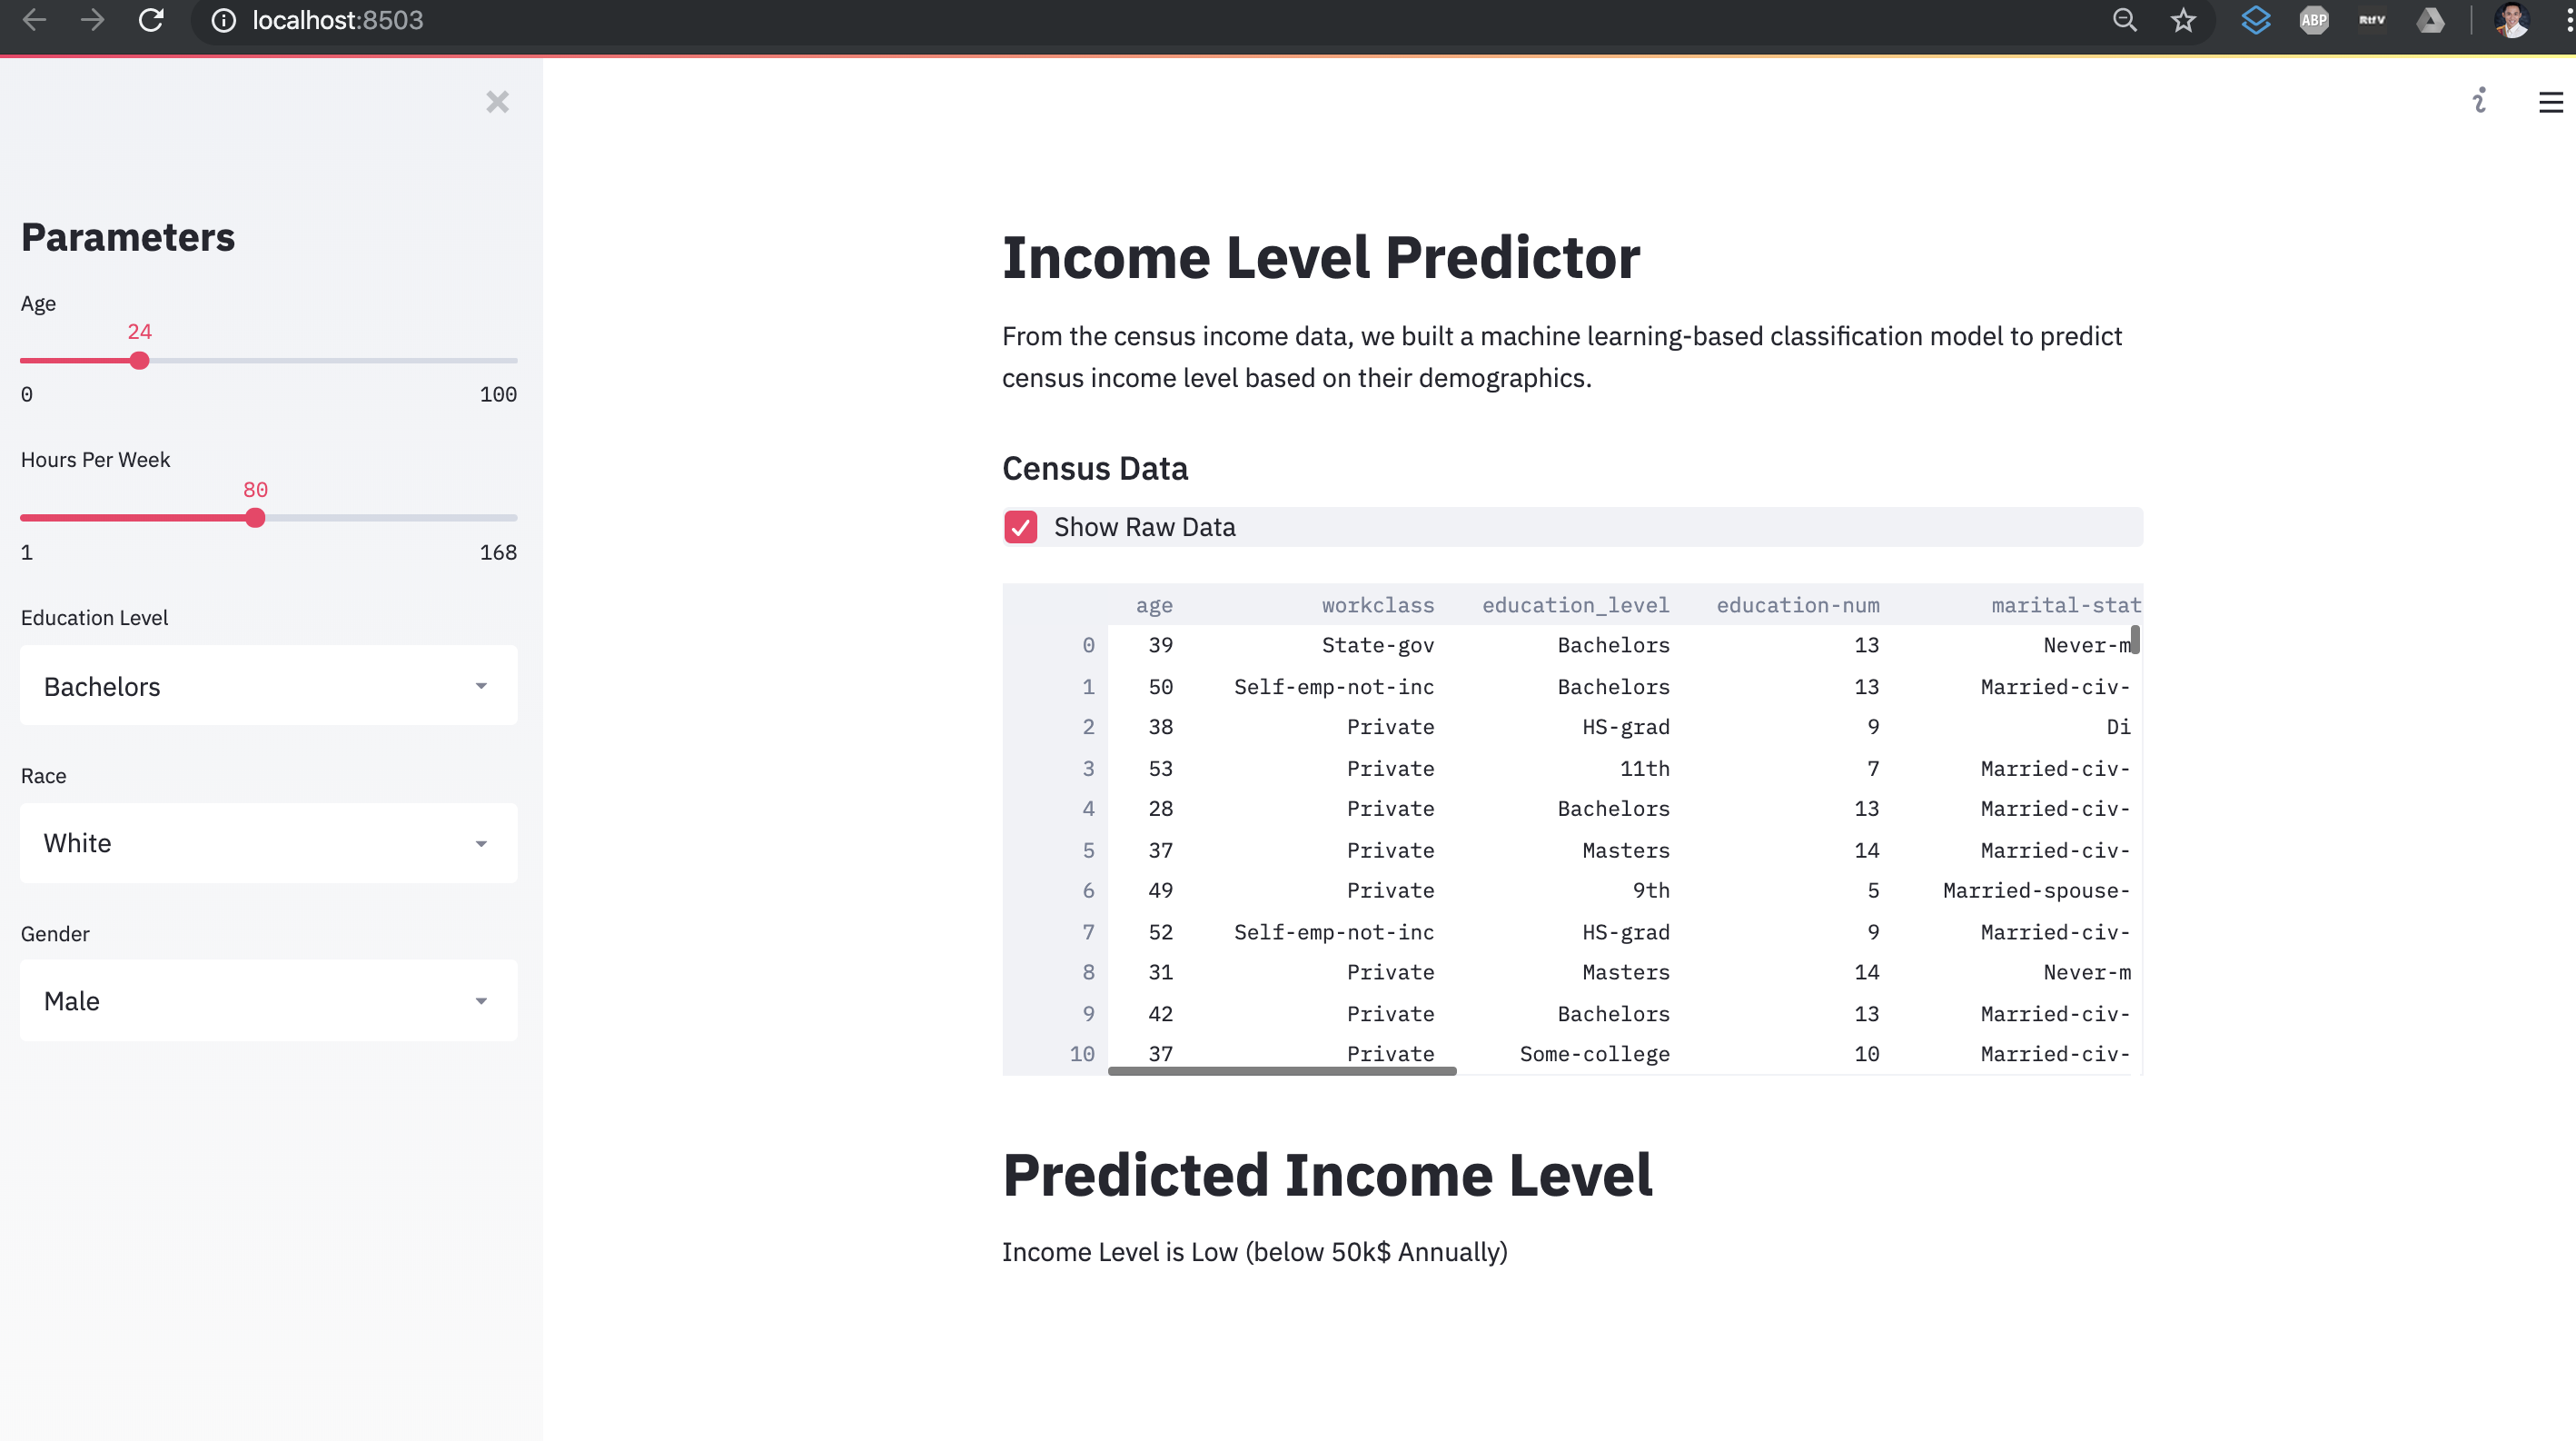 localhost:8503
ABP
RtfV
Parameters
Age
24
0 100
Hours Per Week
80
1 168
Education Level
Bachelors
Race
White
Gender
Male
Income Level Predictor
From the census income data, we built a machine learning-based classification model to predict
census income level based on their demographics.
Census Data
Show Raw Data
age workclass education_level education-num marital-stat
0 39 State-gov Bachelors 13 Never-m
1 50 Self-emp-not-inc Bachelors 13 Married-civ-
2 38 Private HS-grad 9 Di
3 53 Private 11th 7 Married-civ-
4 28 Private Bachelors 13 Married-civ-
5 37 Private Masters 14 Married-civ-
6 49 Private 9th 5 Married-spouse-
7 52 Self-emp-not-inc HS-grad 9 Married-civ-
8 31 Private Masters 14 Never-m
9 42 Private Bachelors 13 Married-civ-
10 37 Private Some-college 10 Married-civ-
Predicted Income Level
Income Level is Low (below 50k$ Annually)